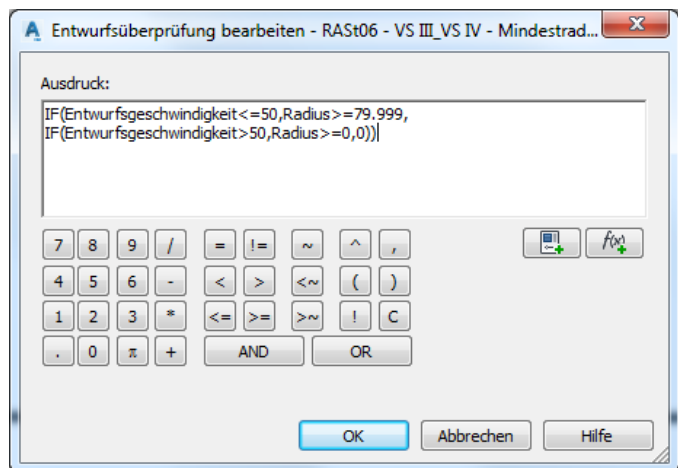 Entwurfsüberprüfung bearbeiten - RASt06 - VS III_VS IV - Mindestrad...
Ausdruck:
IF(Entwurfsgeschwindigkeit<=50,Radius>=79.999,
IF(Entwurfsgeschwindigkeit>50,Radius>=0,0))
7 8 9 / = != ~ ^ , f(x)
4 5 6 - < > <~ ( )
1 2 3 * <= >= >~ ! C
. 0 π + AND OR
OK Abbrechen Hilfe